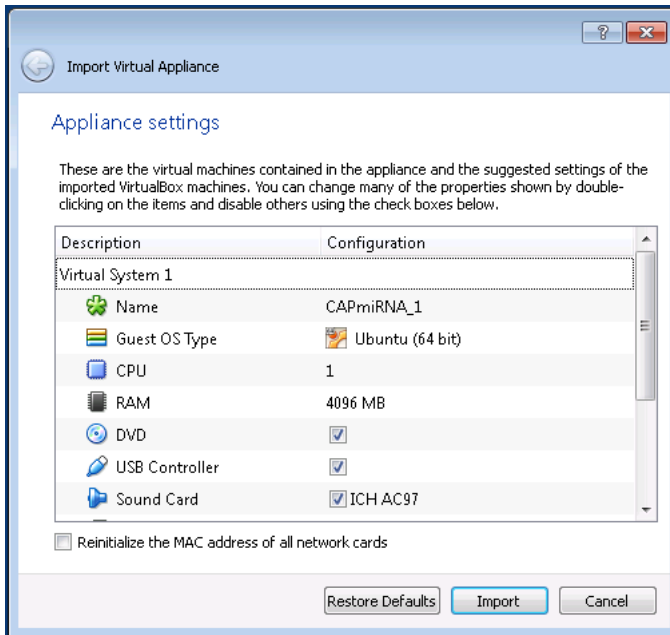 ?
Import Virtual Appliance
Appliance settings
These are the virtual machines contained in the appliance and the suggested settings of the
imported VirtualBox machines. You can change many of the properties shown by double-
clicking on the items and disable others using the check boxes below.
Description Configuration
Virtual System 1
Name CAPmiRNA_1
Guest OS Type Ubuntu (64 bit)
CPU 1
RAM 4096 MB
DVD
USB Controller
Sound Card ICH AC97
Reinitialize the MAC address of all network cards
Restore Defaults Import Cancel